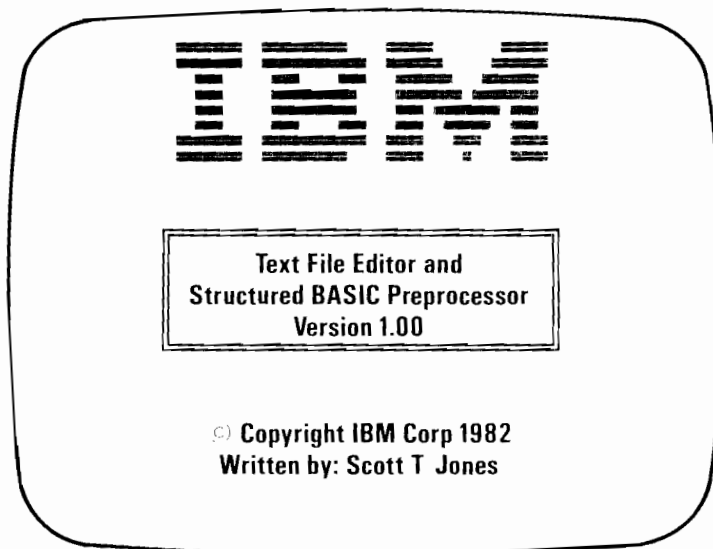 IBM
Text File Editor and
Structured BASIC Preprocessor
Version 1.00
© Copyright IBM Corp 1982
Written by: Scott T Jones